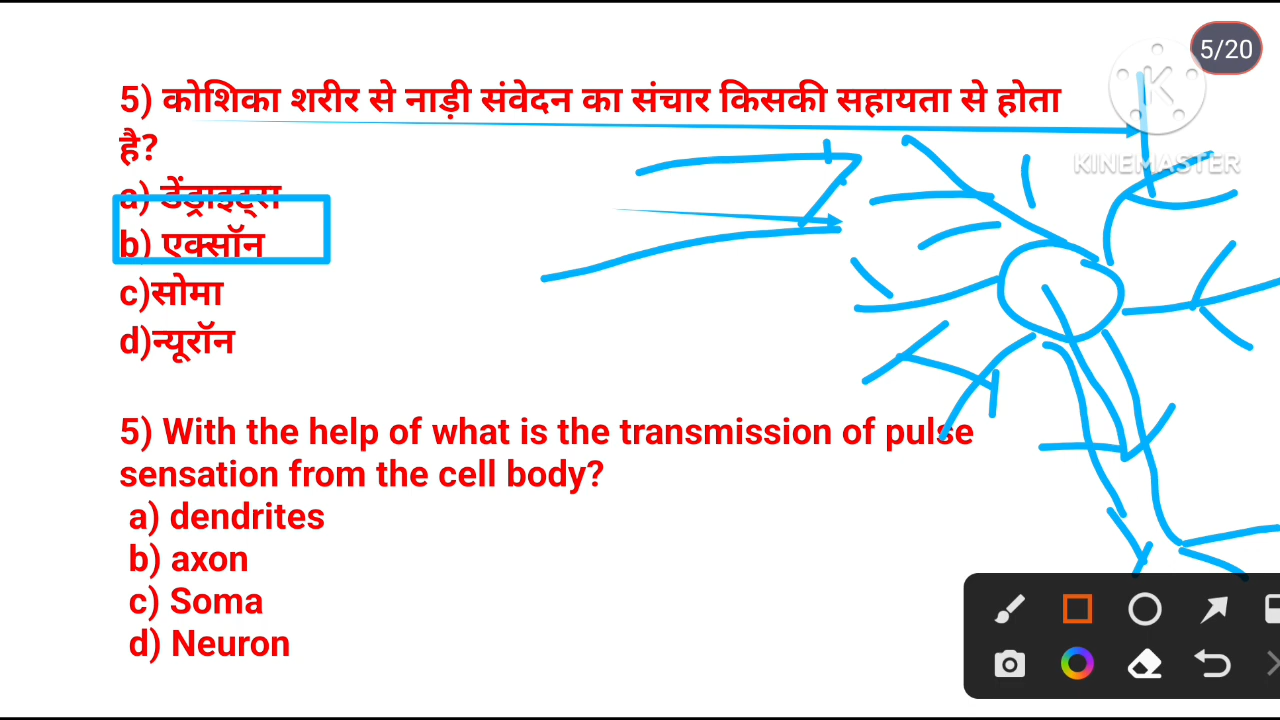 5/20
5) कोशिका शरीर से नाड़ी संवेदन का संचार किसकी सहायता से होता
है?
KINEMASTER
a) डेंड्राइट्स
b) एक्सॉन
c)सोमा
d)न्यूरॉन
5) With the help of what is the transmission of pulse
sensation from the cell body?
a) dendrites
b) axon
c) Soma
d) Neuron